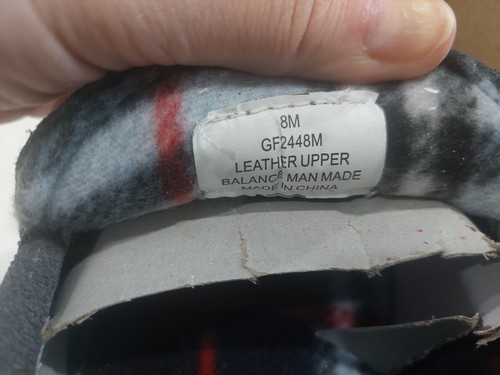 8M
GF2448M
LEATHER UPPER
BALANCE MAN MADE
MADE IN CHINA